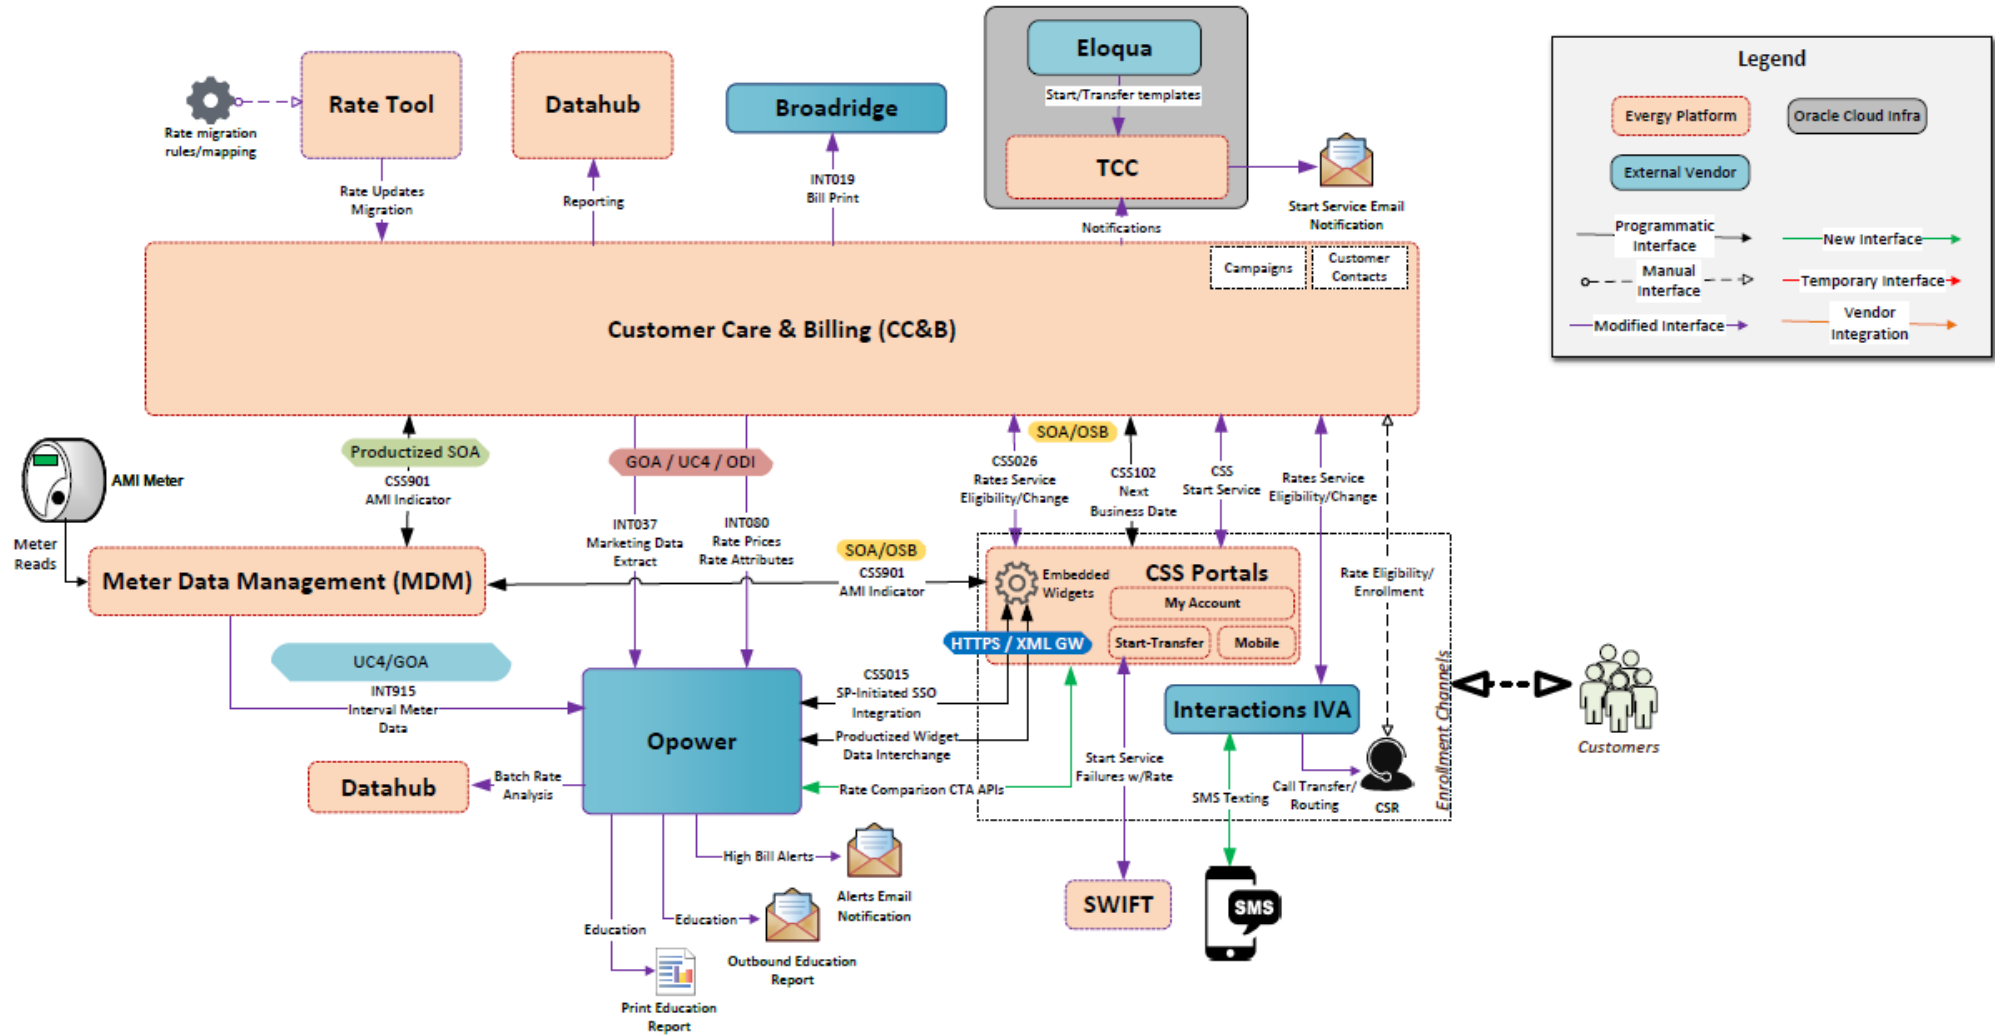 Eloqua
Start/Transfer templates
TCC
Start Service Email
Notification
Notifications
Rate migration
rules/mapping
Rate Tool
Rate Updates
Migration
Datahub
Reporting
Broadridge
INT019
Bill Print
Legend
Evergy Platform
Oracle Cloud Infra
External Vendor
Programmatic
Interface
New Interface
Manual
Interface
Temporary Interface
Modified Interface
Vendor
Integration
Campaigns
Customer
Contacts
Customer Care & Billing (CC&B)
AMI Meter
Meter
Reads
Productized SOA
CSS901
AMI Indicator
GOA / UC4 / ODI
INT037
Marketing Data
Extract
INT080
Rate Prices
Rate Attributes
SOA/OSB
CSS026
Rates Service
Eligibility/Change
CSS102
Next
Business Date
CSS
Start Service
Rates Service
Eligibility/Change
Rate Eligibility/
Enrollment
Meter Data Management (MDM)
SOA/OSB
CSS901
AMI Indicator
Embedded
Widgets
CSS Portals
My Account
Start-Transfer
Mobile
HTTPS / XML GW
UC4/GOA
INT915
Interval Meter
Data
Opower
CSS015
SP-Initiated SSO
Integration
Productized Widget
Data Interchange
Rate Comparison CTA APIs
Start Service
Failures w/Rate
Interactions IVA
SMS Texting
Call Transfer/
Routing
CSR
Enrollment Channels
Customers
Datahub
Batch Rate
Analysis
High Bill Alerts
Alerts Email
Notification
Education
Outbound Education
Report
Education
Print Education
Report
SWIFT
SMS